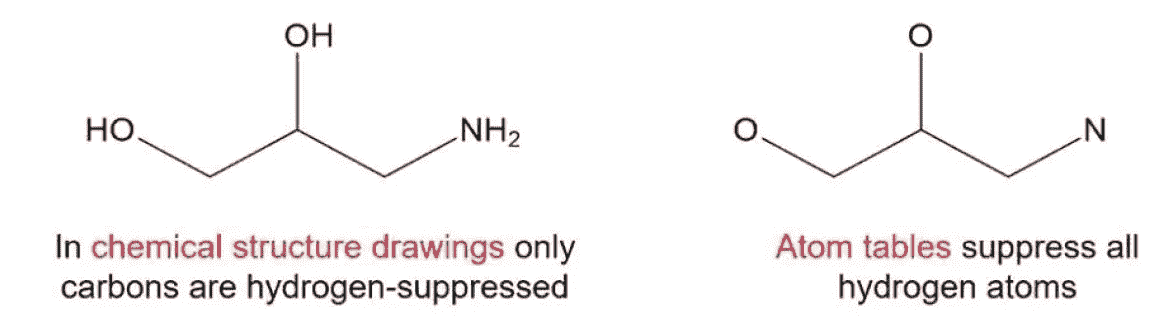 OH
HO
NH₂
In chemical structure drawings only
carbons are hydrogen-suppressed
O
O
N
Atom tables suppress all
hydrogen atoms